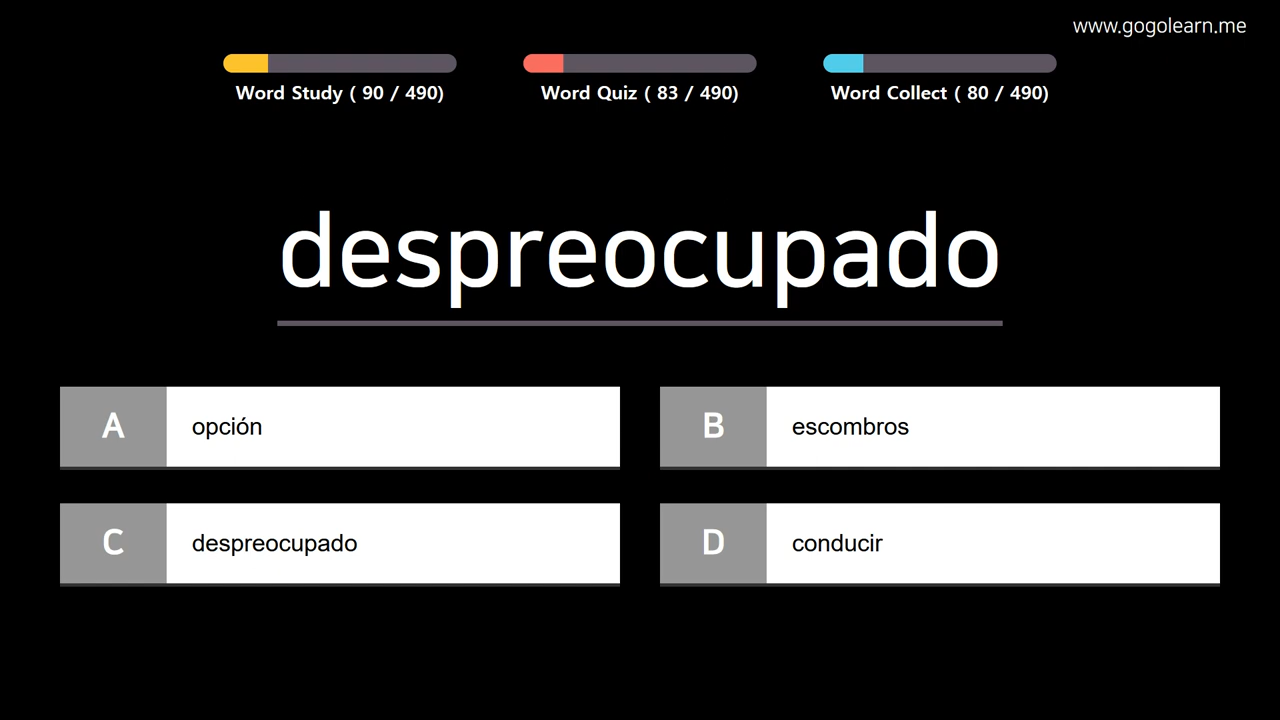 www.gogolearn.me
Word Study ( 90 / 490)
Word Quiz ( 83 / 490)
Word Collect ( 80 / 490)
despreocupado
A opción
B escombros
C despreocupado
D conducir